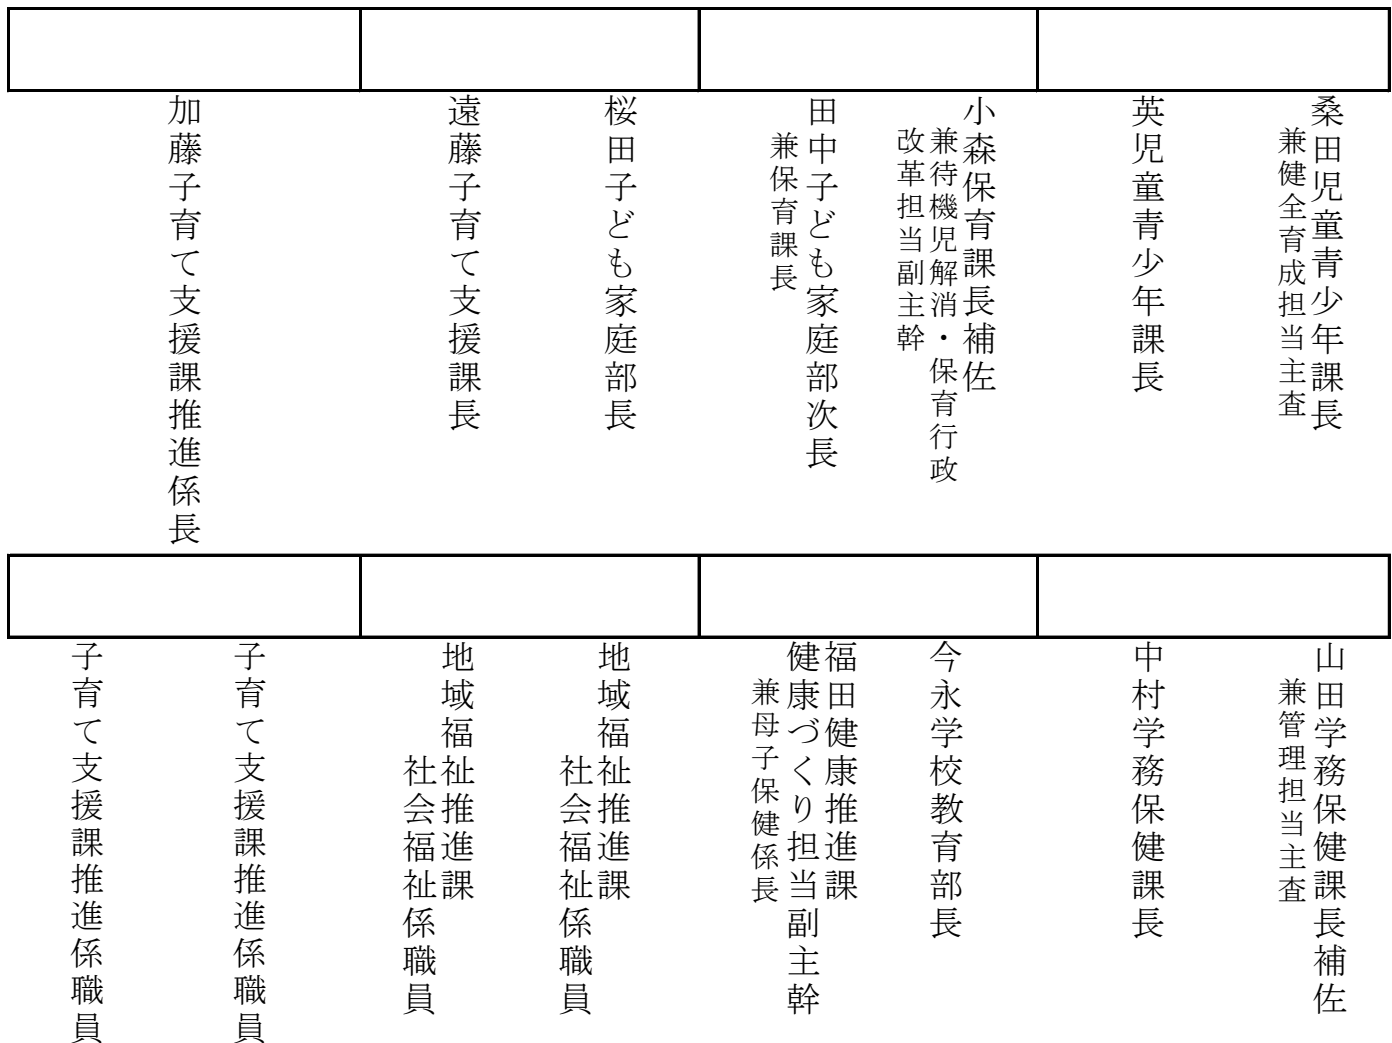 桑田児童青少年課長
兼健全育成担当主査
英児童青少年課長
小森保育課長補佐
兼待機児解消・保育行政
改革担当副主幹
田中子ども家庭部次長
兼保育課長
桜田子ども家庭部長
遠藤子育て支援課長
加藤子育て支援課推進係長
山田学務保健課長補佐
兼管理担当主査
中村学務保健課長
今永学校教育部長
福田健康推進課
健康づくり担当副主幹
兼母子保健係長
地域福祉推進課
社会福祉係職員
地域福祉推進課
社会福祉係職員
子育て支援課推進係職員
子育て支援課推進係職員